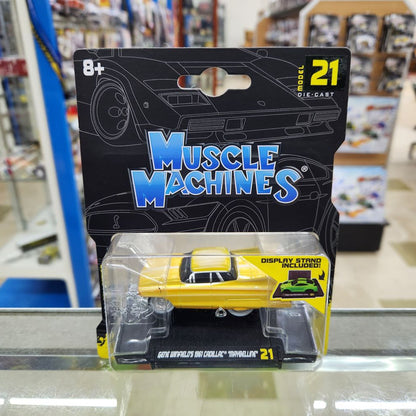 8+
MODEL
21
DIE-CAST
MUSCLE
MACHINES®
DISPLAY STAND
INCLUDED!
GENE WINFIELD'S 1961 CADILLAC "MAYBELLINE" 21